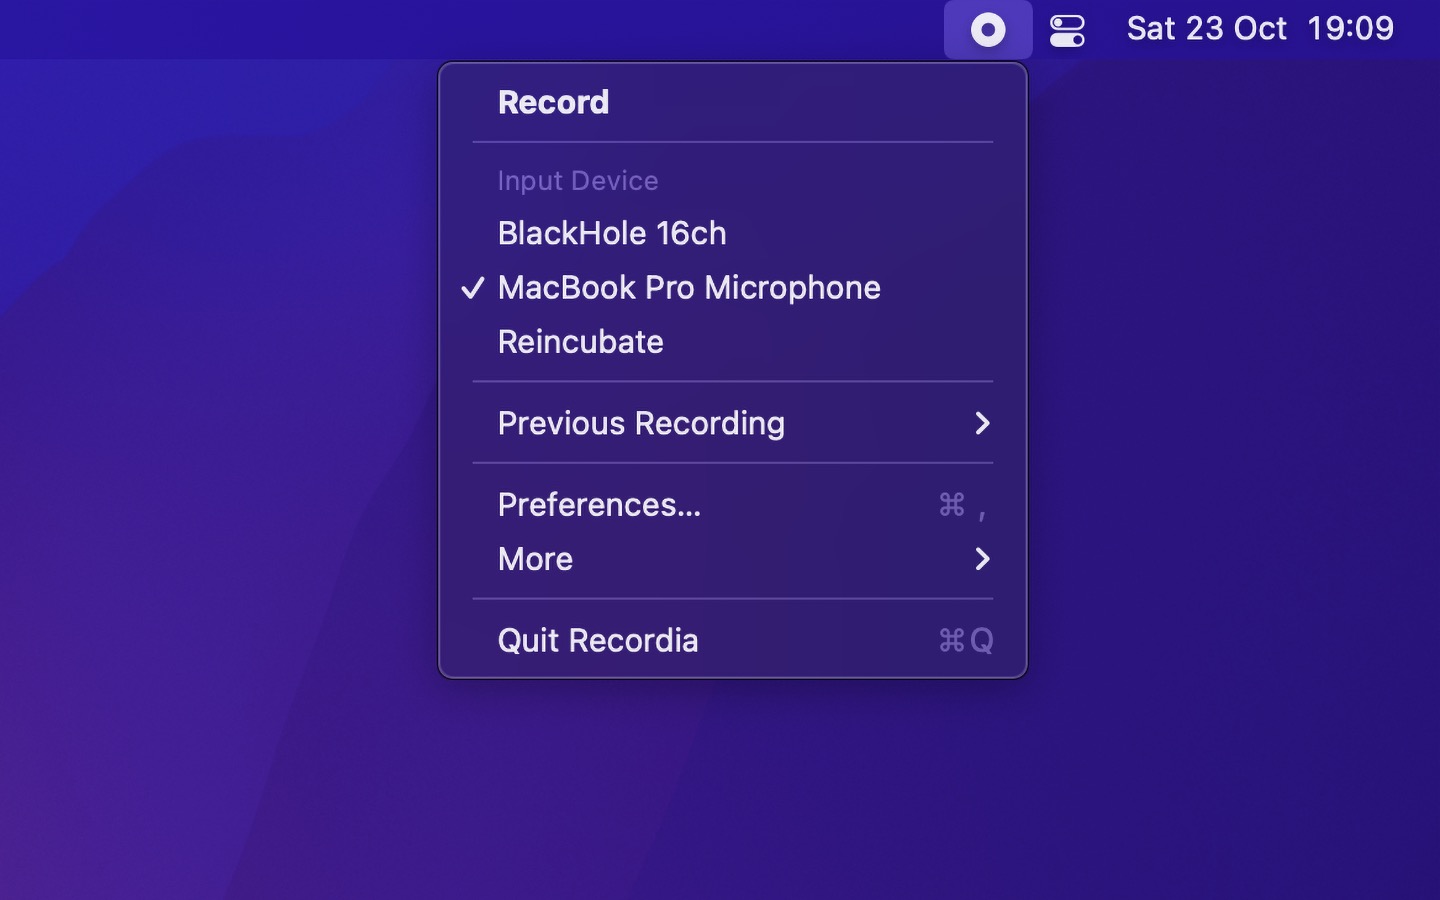 Sat 23 Oct 19:09
Record
Input Device
BlackHole 16ch
✓ MacBook Pro Microphone
Reincubate
Previous Recording >
Preferences... ⌘ ,
More >
Quit Recordia ⌘Q